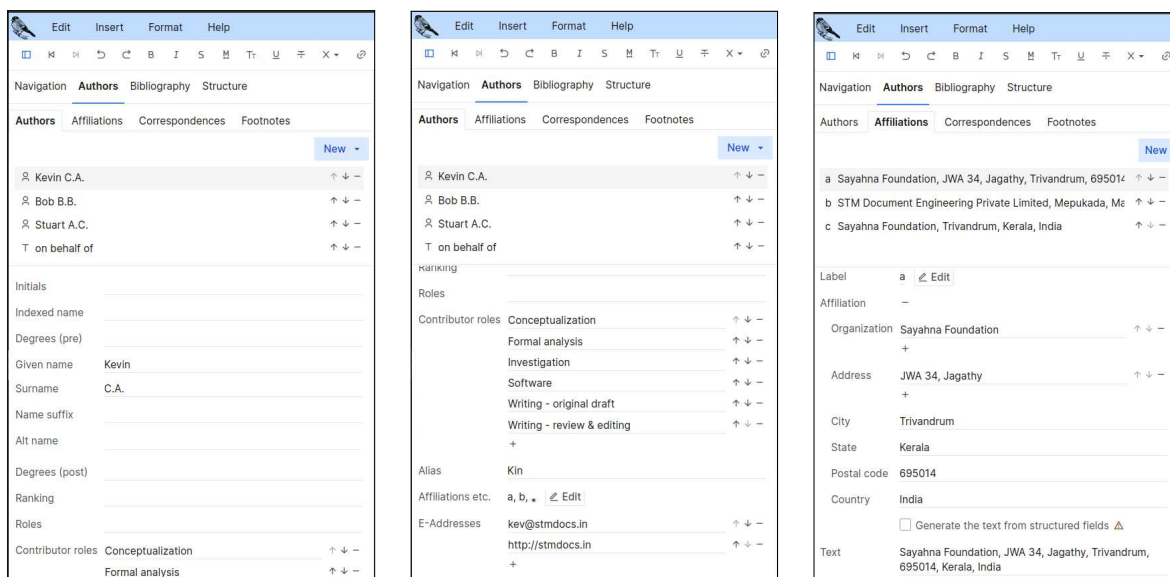 Edit Insert Format Help
B I S M Tт U T X
Navigation Authors Bibliography Structure
Authors Affiliations Correspondences Footnotes
New
Kevin C.A.
Bob B.B.
Stuart A.C.
T on behalf of
Initials
Indexed name
Degrees (pre)
Given name Kevin
Surname C.A.
Name suffix
Alt name
Degrees (post)
Ranking
Roles
Contributor roles Conceptualization
Formal analysis
Edit Insert Format Help
B I S M Tт U T X
Navigation Authors Bibliography Structure
Authors Affiliations Correspondences Footnotes
New
Kevin C.A.
Bob B.B.
Stuart A.C.
T on behalf of
Ranking
Roles
Contributor roles Conceptualization
Formal analysis
Investigation
Software
Writing - original draft
Writing - review & editing
+
Alias Kin
Affiliations etc. a, b, * Edit
E-Addresses kev@stmdocs.in
http://stmdocs.in
+
Edit Insert Format Help
B I S M Tт U T X
Navigation Authors Bibliography Structure
Authors Affiliations Correspondences Footnotes
New
a Sayahna Foundation, JWA 34, Jagathy, Trivandrum, 695014
b STM Document Engineering Private Limited, Mepukada, Ma
c Sayahna Foundation, Trivandrum, Kerala, India
Label a Edit
Affiliation –
Organization Sayahna Foundation
+
Address JWA 34, Jagathy
+
City Trivandrum
State Kerala
Postal code 695014
Country India
Generate the text from structured fields
Text Sayahna Foundation, JWA 34, Jagathy, Trivandrum,
695014, Kerala, India